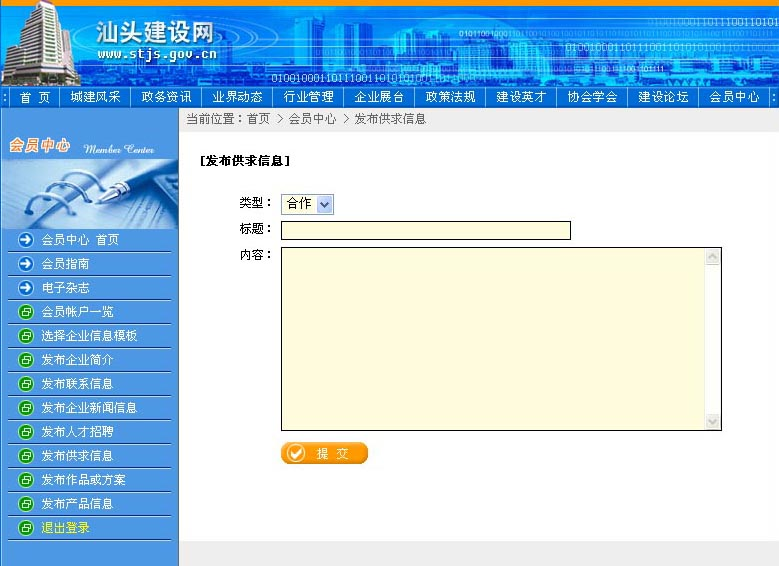 汕头建设网
www.stjs.gov.cn
首 页 城建风采 政务资讯 业界动态 行业管理 企业展台 政策法规 建设英才 协会学会 建设论坛 会员中心
当前位置：首页 > 会员中心 > 发布供求信息
会员中心 Member Center
[发布供求信息]
类型： 合作
标题：
内容：
提 交
会员中心 首页
会员指南
电子杂志
会员帐户一览
选择企业信息模板
发布企业简介
发布联系信息
发布企业新闻信息
发布人才招聘
发布供求信息
发布作品或方案
发布产品信息
退出登录